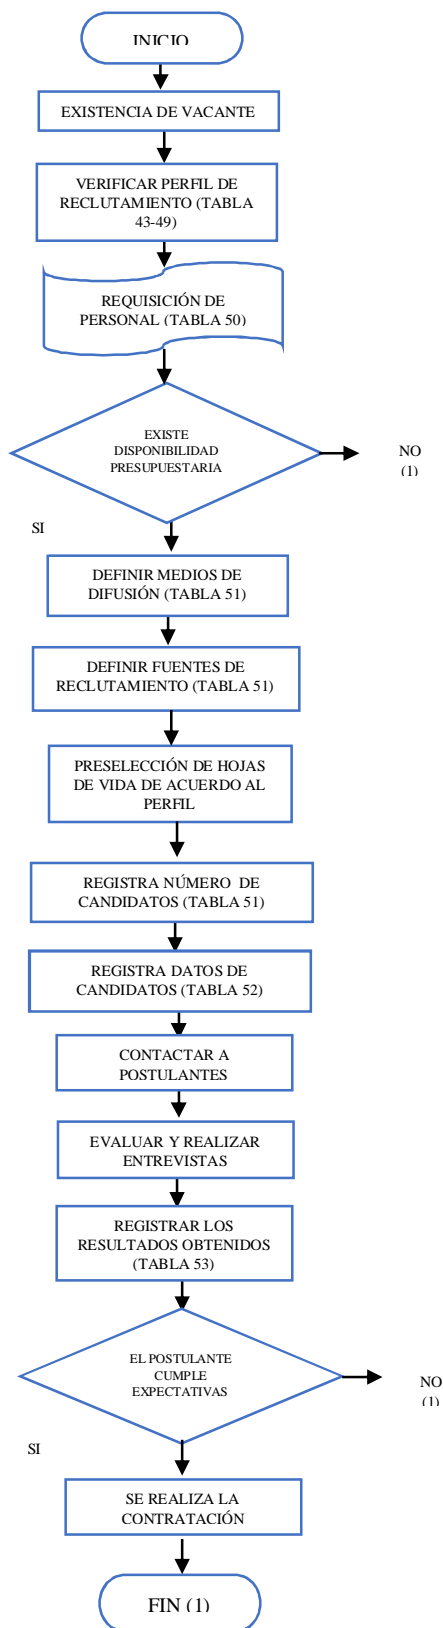 INICIO
EXISTENCIA DE VACANTE
VERIFICAR PERFIL DE
RECLUTAMIENTO (TABLA
43-49)
REQUISICIÓN DE
PERSONAL (TABLA 50)
EXISTE
DISPONIBILIDAD
PRESUPUESTARIA
NO
(1)
SI
DEFINIR MEDIOS DE
DIFUSIÓN (TABLA 51)
DEFINIR FUENTES DE
RECLUTAMIENTO (TABLA 51)
PRESELECCIÓN DE HOJAS
DE VIDA DE ACUERDO AL
PERFIL
REGISTRA NÚMERO DE
CANDIDATOS (TABLA 51)
REGISTRA DATOS DE
CANDIDATOS (TABLA 52)
CONTACTAR A
POSTULANTES
EVALUAR Y REALIZAR
ENTREVISTAS
REGISTRAR LOS
RESULTADOS OBTENIDOS
(TABLA 53)
EL POSTULANTE
CUMPLE
EXPECTATIVAS
NO
(1)
SI
SE REALIZA LA
CONTRATACIÓN
FIN (1)